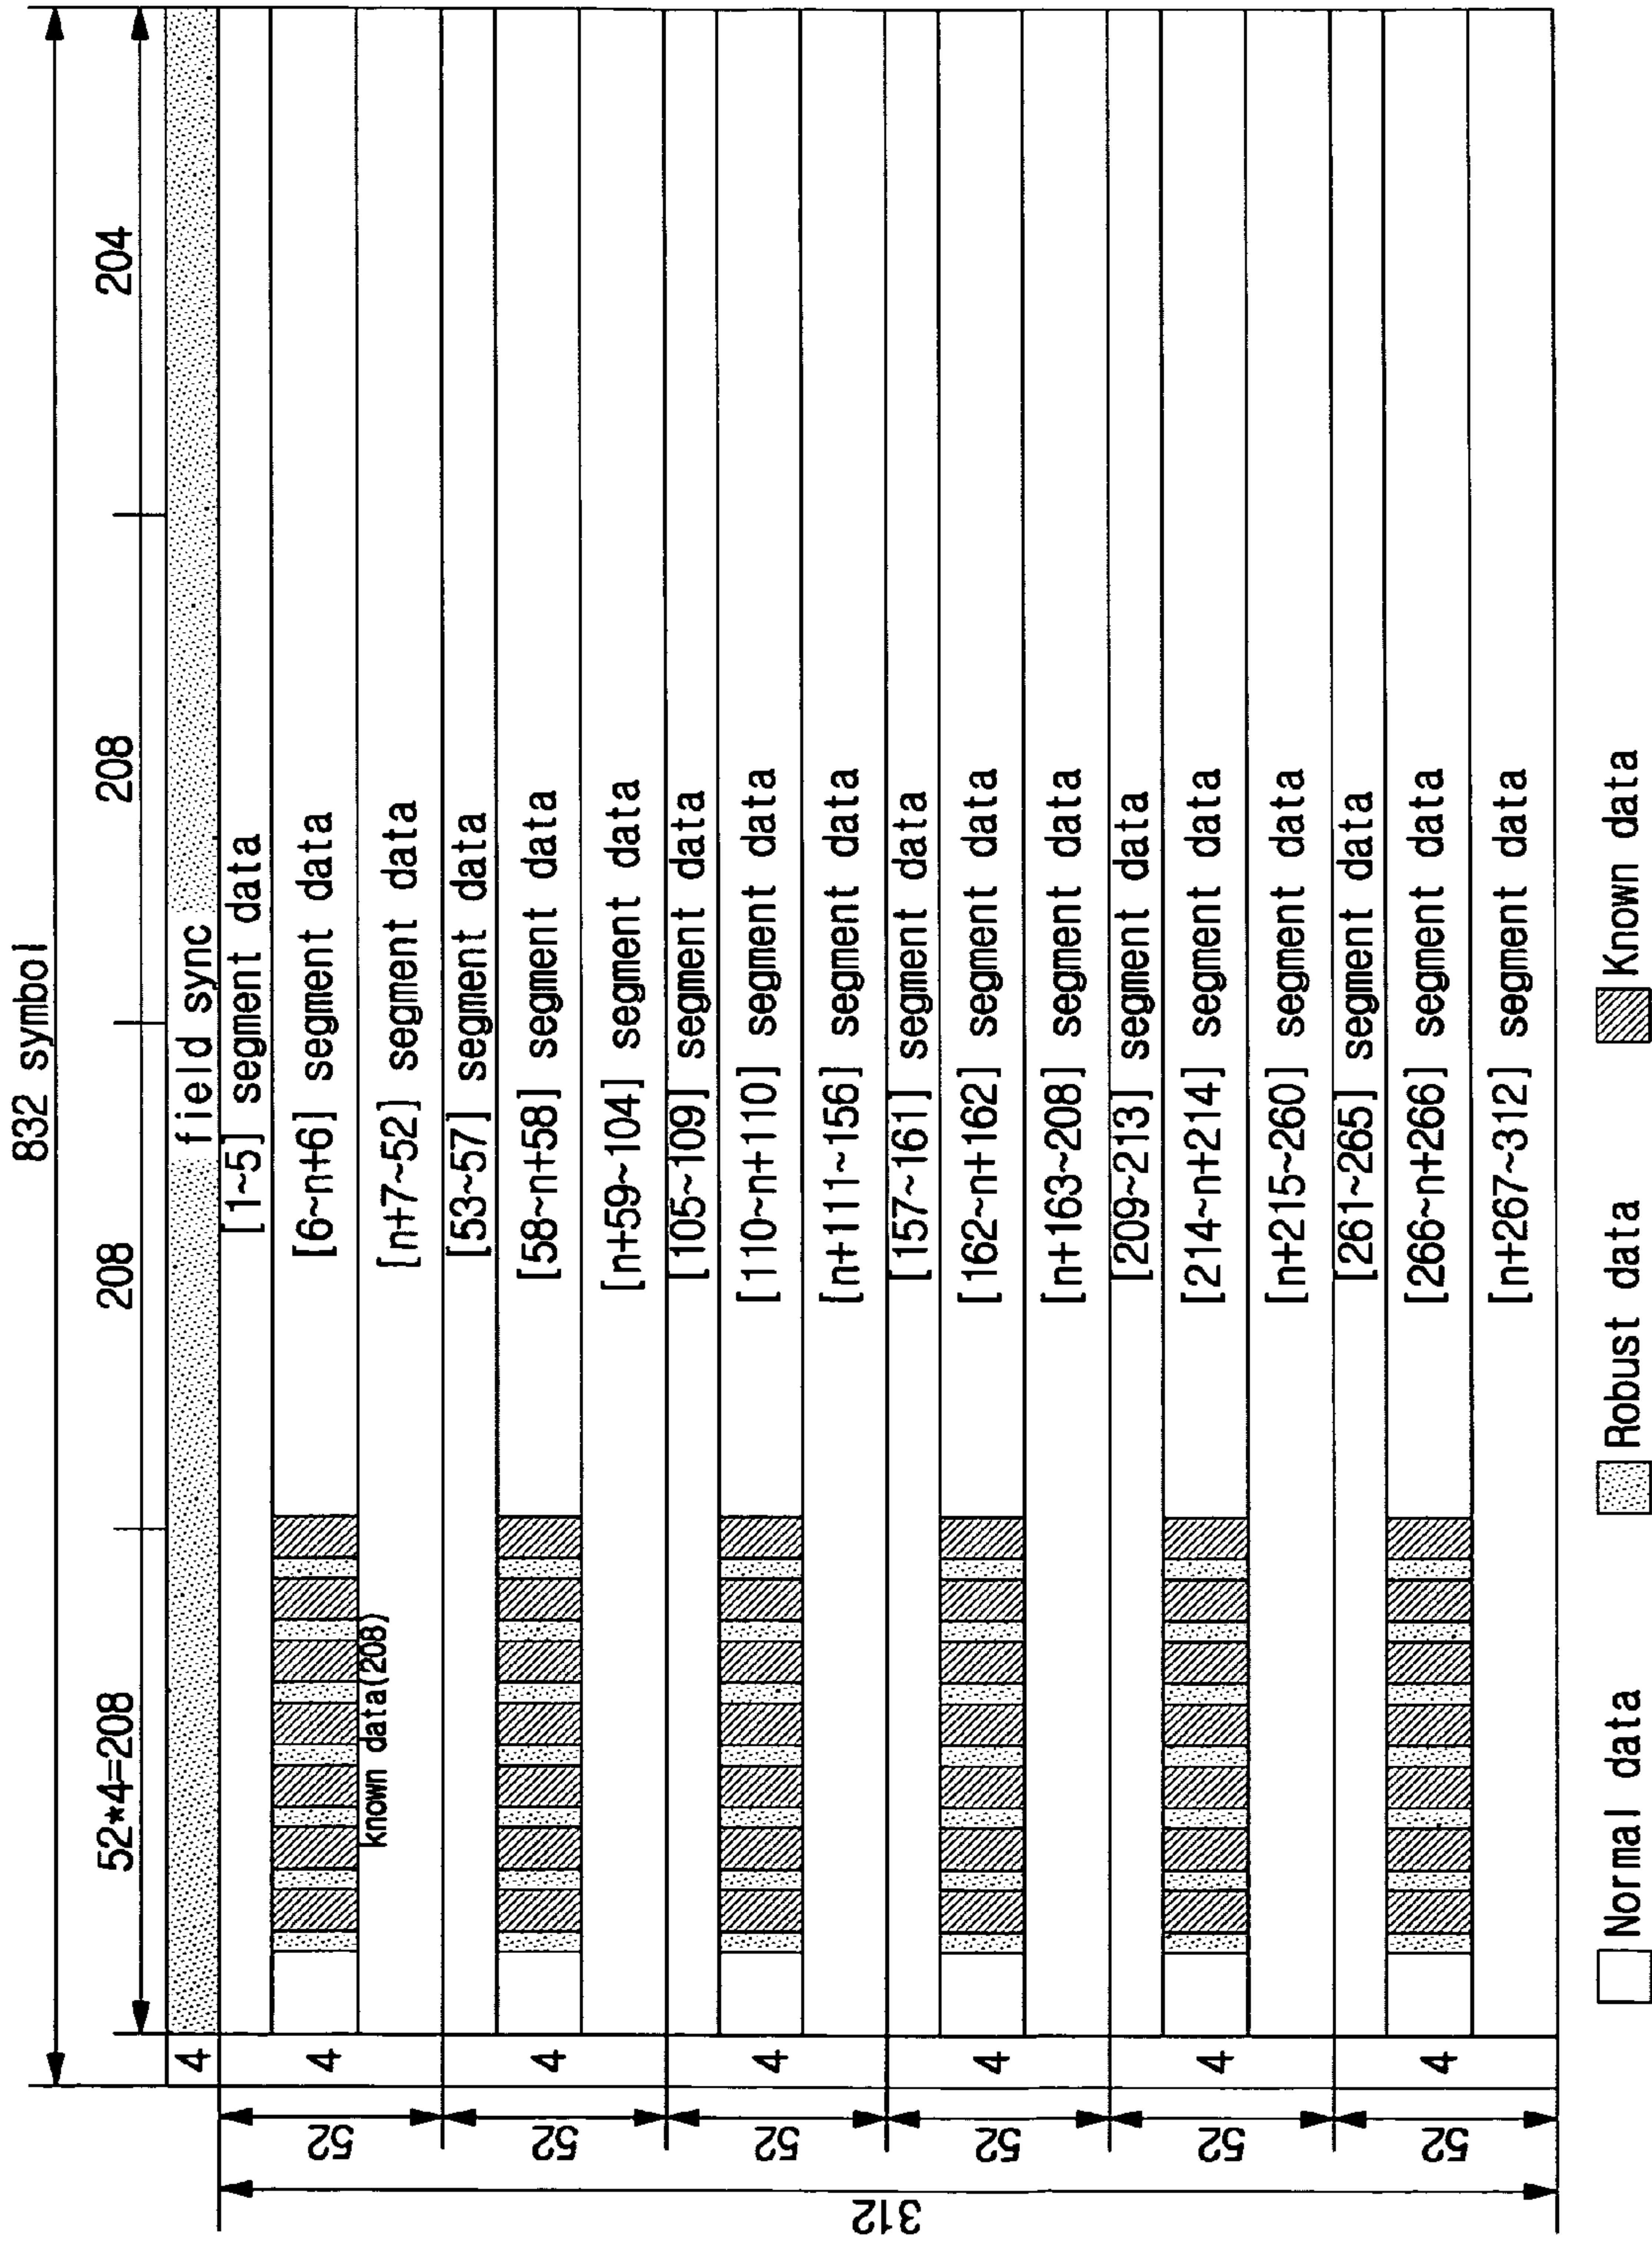 832 symbol
52*4=208
208
208
204
4
field sync
[1~5] segment data
52
4
[6~n+6] segment data
known data(208)
[n+7~52] segment data
[53~57] segment data
52
4
[58~n+58] segment data
[n+59~104] segment data
[105~109] segment data
52
4
[110~n+110] segment data
[n+111~156] segment data
312
[157~161] segment data
52
4
[162~n+162] segment data
[n+163~208] segment data
[209~213] segment data
52
4
[214~n+214] segment data
[n+215~260] segment data
[261~265] segment data
52
4
[266~n+266] segment data
[n+267~312] segment data
Normal data
Robust data
Known data